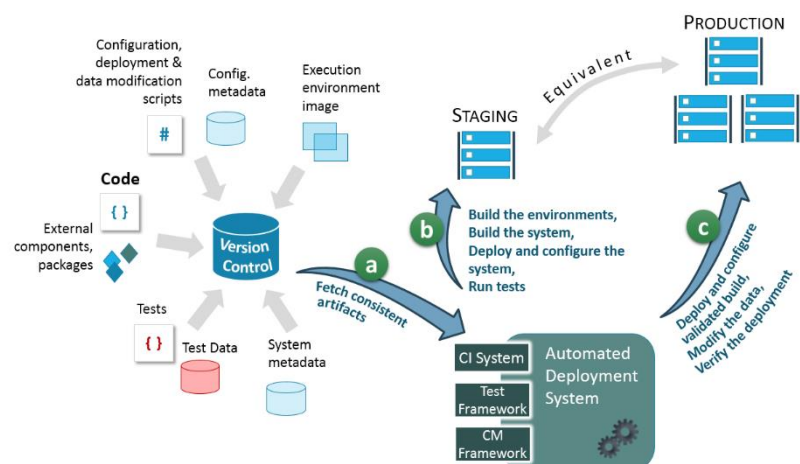 Configuration,
deployment &
data modification
scripts
#
Config.
metadata
Execution
environment
image
Code
{ }
External
components,
packages
Version
Control
Tests
{ }
Test Data
System
metadata
a
Fetch consistent
artifacts
STAGING
Equivalent
PRODUCTION
b
Build the environments,
Build the system,
Deploy and configure the
system,
Run tests
c
Deploy and configure
validated build,
Modify the data,
Verify the deployment
CI System
Test
Framework
CM
Framework
Automated
Deployment
System